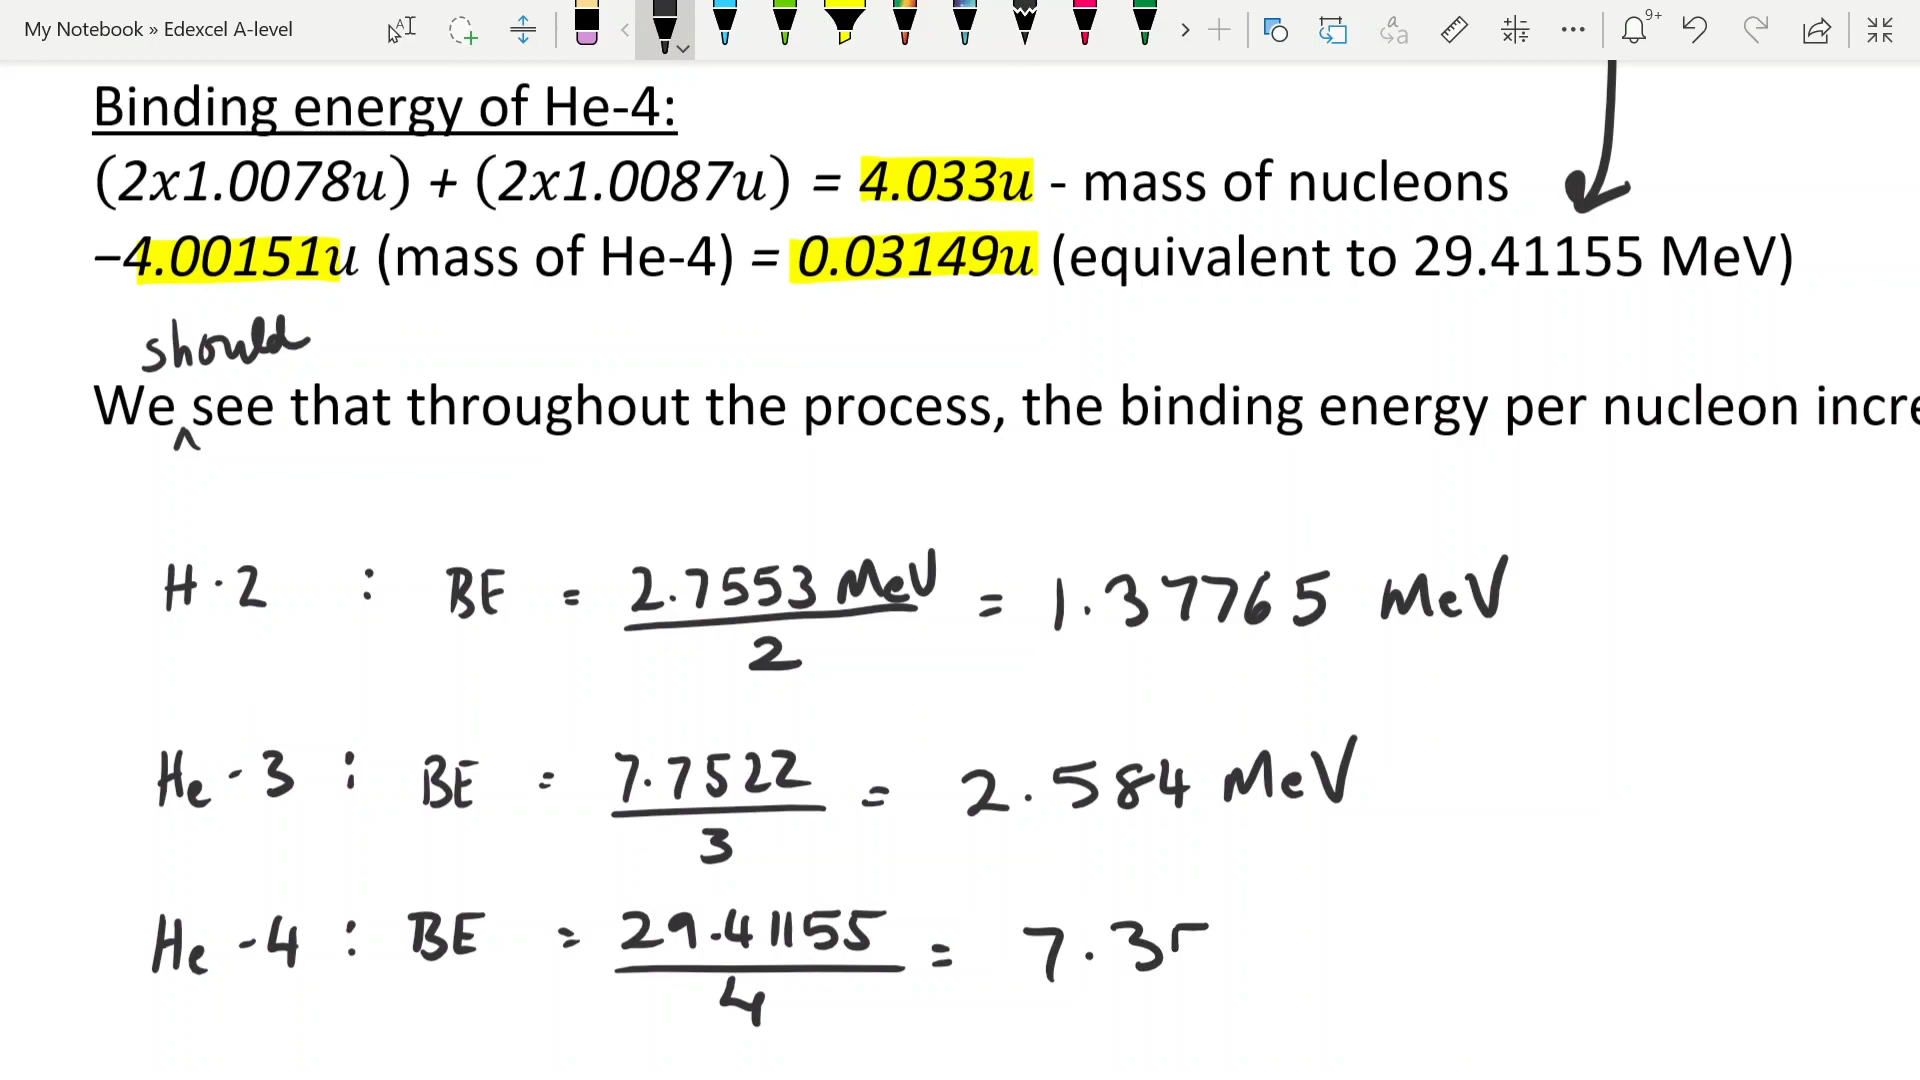 My Notebook » Edexcel A-level
9+
Binding energy of He-4:
(2x1.0078u) + (2x1.0087u) = 4.033u - mass of nucleons
−4.00151u (mass of He-4) = 0.03149u (equivalent to 29.41155 MeV)
should
We ^ see that throughout the process, the binding energy per nucleon incre
H-2 : BE = 2.7553 MeV / 2 = 1.37765 MeV
He-3 : BE = 7.7522 / 3 = 2.584 MeV
He-4 : BE = 29.41155 / 4 = 7.3